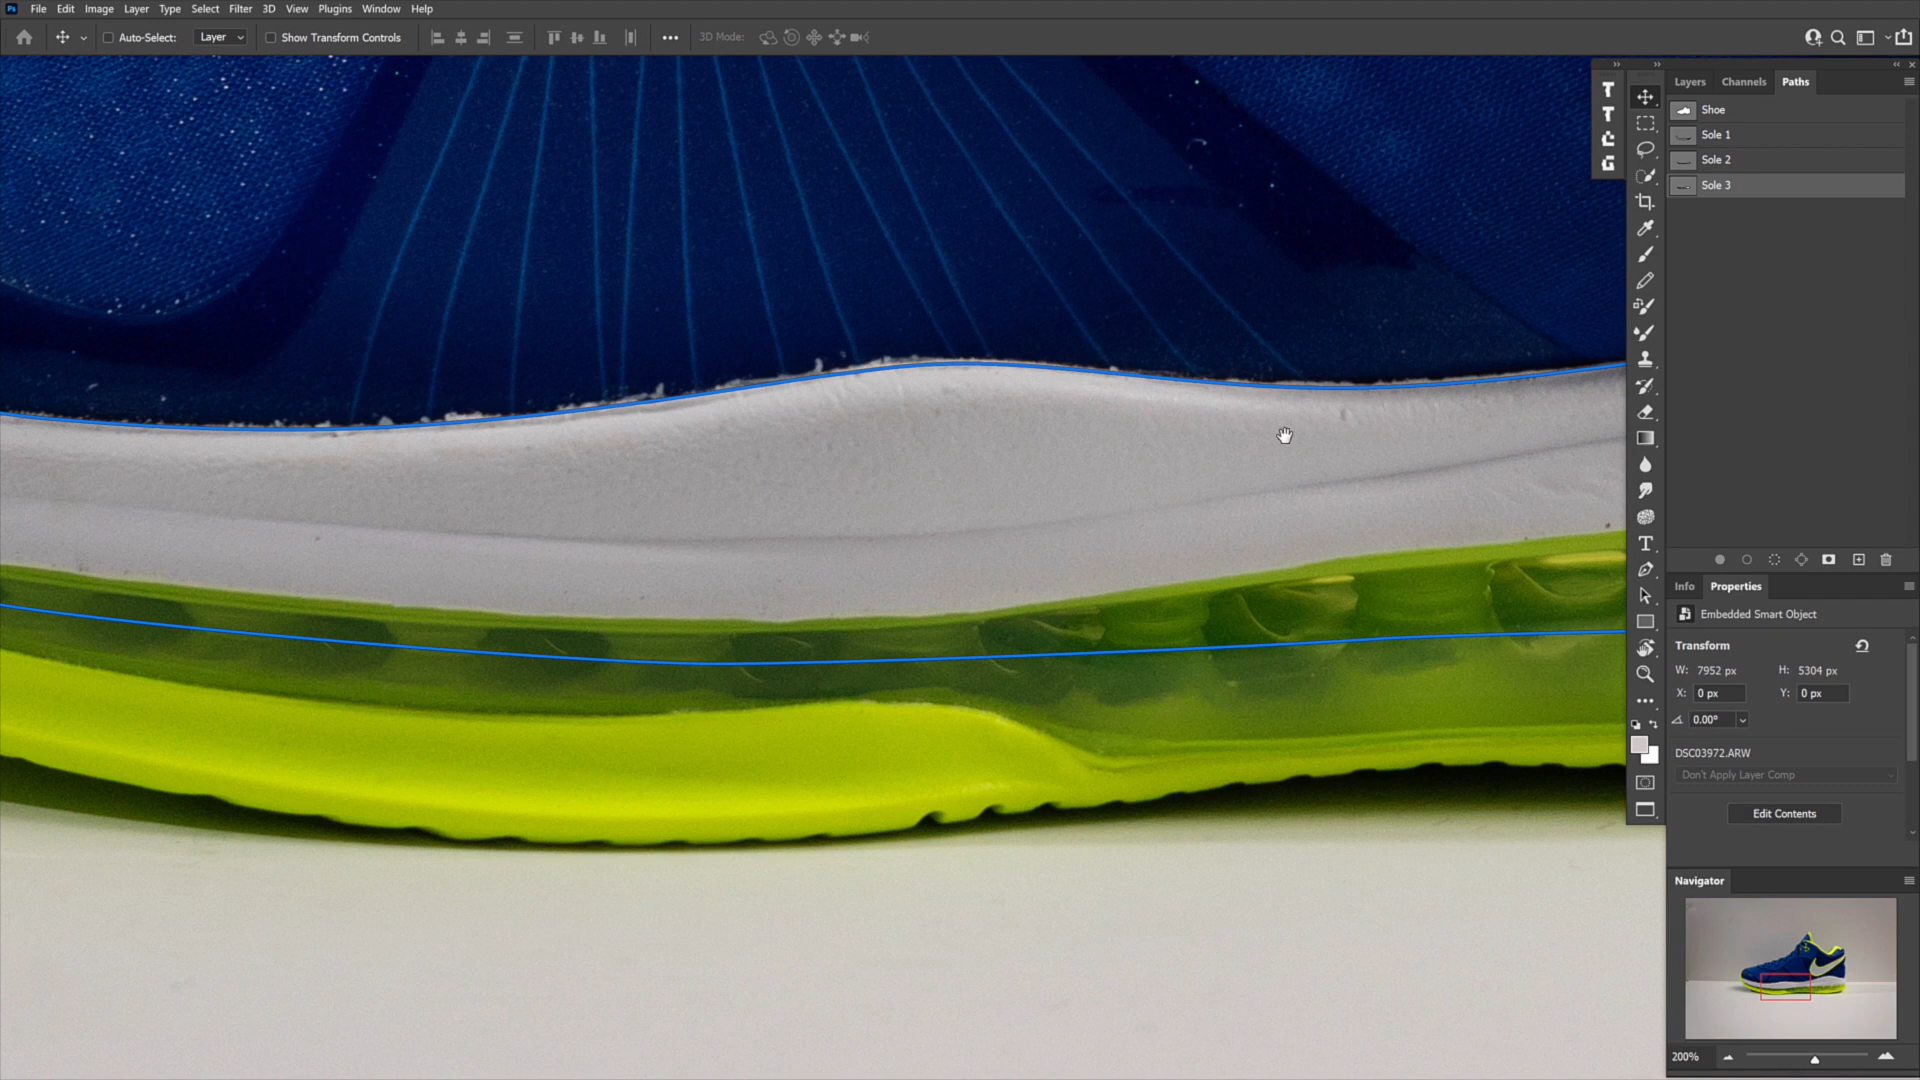 Ps File Edit Image Layer Type Select Filter 3D View Plugins Window Help
Auto-Select: Layer Show Transform Controls 3D Mode:
Layers Channels Paths
Shoe
Sole 1
Sole 2
Sole 3
Info Properties
Embedded Smart Object
Transform
W: 7952 px H: 5304 px
X: 0 px Y: 0 px
0.00°
DSC03972.ARW
Don't Apply Layer Comp
Edit Contents
Navigator
200%